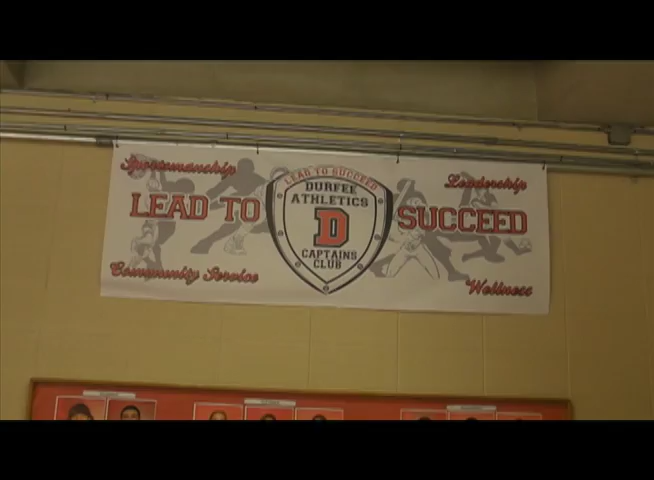 Sportsmanship
Leadership
LEAD TO
SUCCEED
LEAD TO SUCCEED
DURFEE
ATHLETICS
D
CAPTAINS
CLUB
Community Service
Wellness